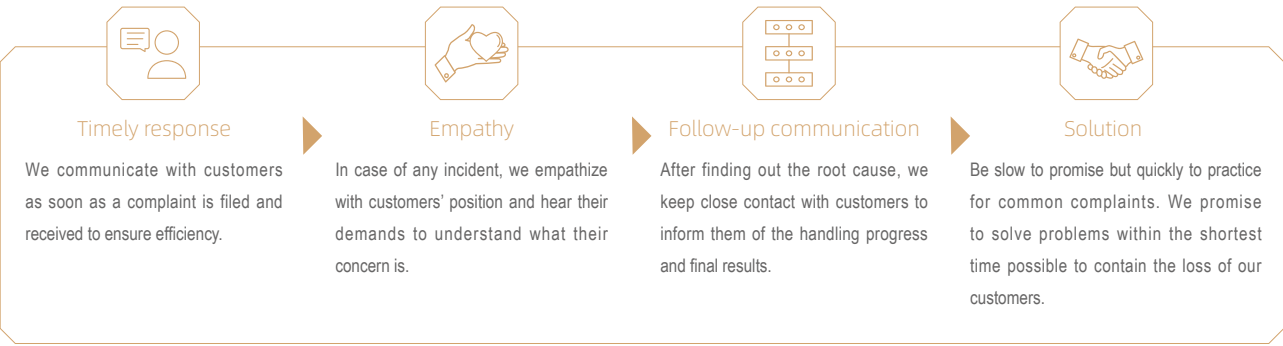 Timely response
We communicate with customers
as soon as a complaint is filed and
received to ensure efficiency.
Empathy
In case of any incident, we empathize
with customers’ position and hear their
demands to understand what their
concern is.
Follow-up communication
After finding out the root cause, we
keep close contact with customers to
inform them of the handling progress
and final results.
Solution
Be slow to promise but quickly to practice
for common complaints. We promise
to solve problems within the shortest
time possible to contain the loss of our
customers.